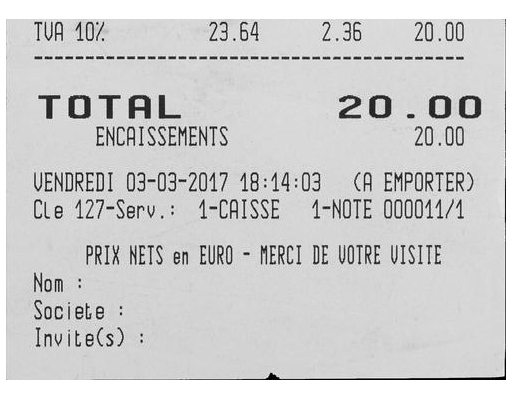 TVA 10% 23.64 2.36 20.00
------------------------------------------------
TOTAL 20.00
ENCAISSEMENTS 20.00
VENDREDI 03-03-2017 18:14:03 (A EMPORTER)
Cle 127-Serv.: 1-CAISSE 1-NOTE 000011/1
PRIX NETS en EURO - MERCI DE VOTRE VISITE
Nom :
Societe :
Invite(s) :